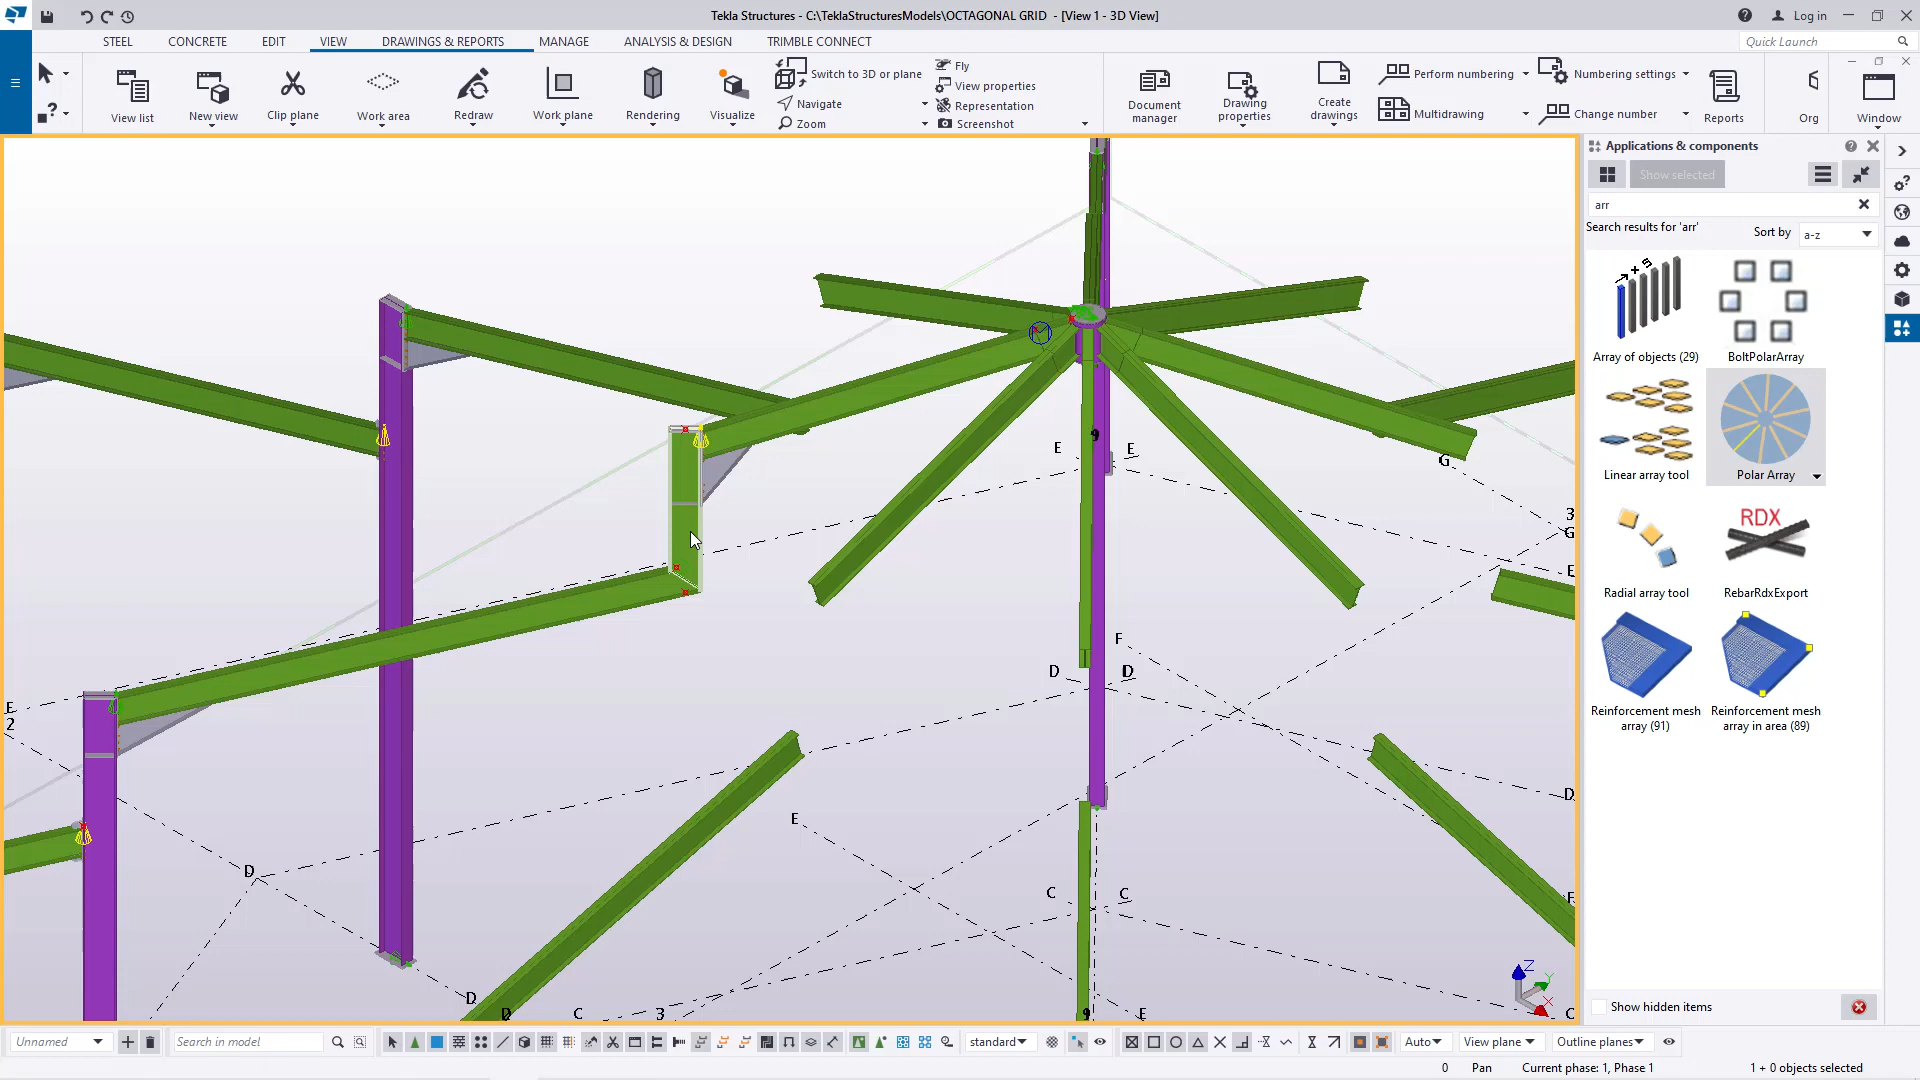 Tekla Structures - C:\TeklaStructuresModels\OCTAGONAL GRID - [View 1 - 3D View]
Log in
STEEL CONCRETE EDIT VIEW DRAWINGS & REPORTS MANAGE ANALYSIS & DESIGN TRIMBLE CONNECT
Quick Launch
View list
New view
Clip plane
Work area
Redraw
Work plane
Rendering
Visualize
Switch to 3D or plane
Navigate
Zoom
Fly
View properties
Representation
Screenshot
Document manager
Drawing properties
Create drawings
Perform numbering
Multidrawing
Numbering settings
Change number
Reports
Org
Window
Applications & components
Show selected
arr
Search results for 'arr'
Sort by
a-z
Array of objects (29)
BoltPolarArray
Linear array tool
Polar Array
RDX
Radial array tool
RebarRdxExport
Reinforcement mesh array (91)
Reinforcement mesh array in area (89)
Show hidden items
9
E
E
G
3
G
E
F
D
D
E
2
D
E
D
C
C
F
D
D
C
3
9
E
C
Z
Y
X
Unnamed
Search in model
standard
Auto
View plane
Outline planes
0
Pan
Current phase: 1, Phase 1
1 + 0 objects selected